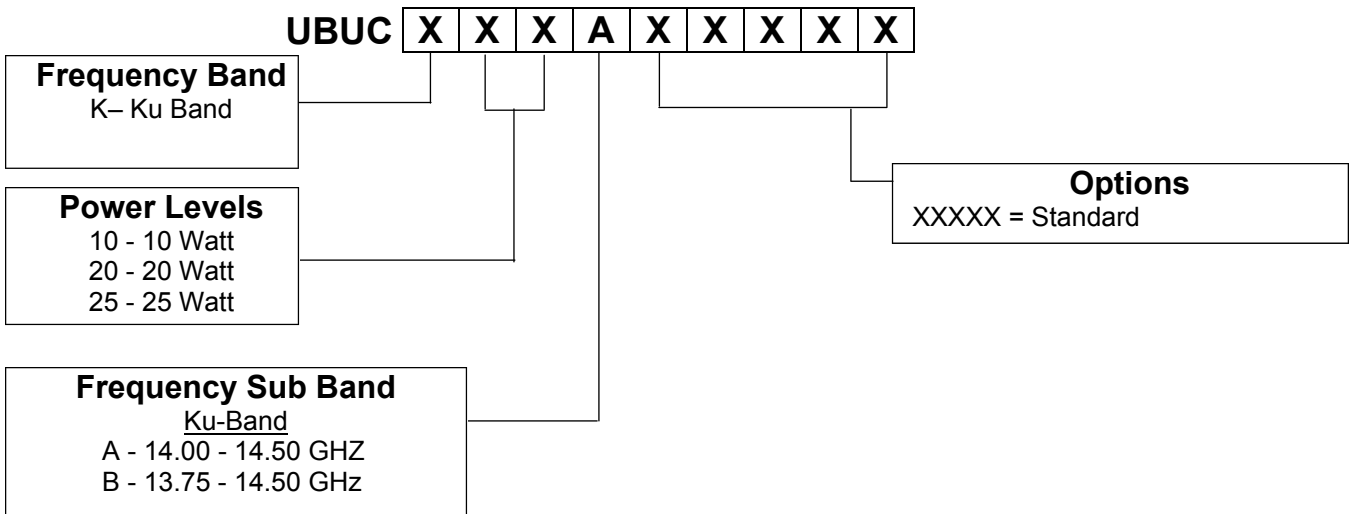 UBUC X X X A X X X X X
Frequency Band
K– Ku Band
Power Levels
10 - 10 Watt
20 - 20 Watt
25 - 25 Watt
Options
XXXXX = Standard
Frequency Sub Band
Ku-Band
A - 14.00 - 14.50 GHZ
B - 13.75 - 14.50 GHz